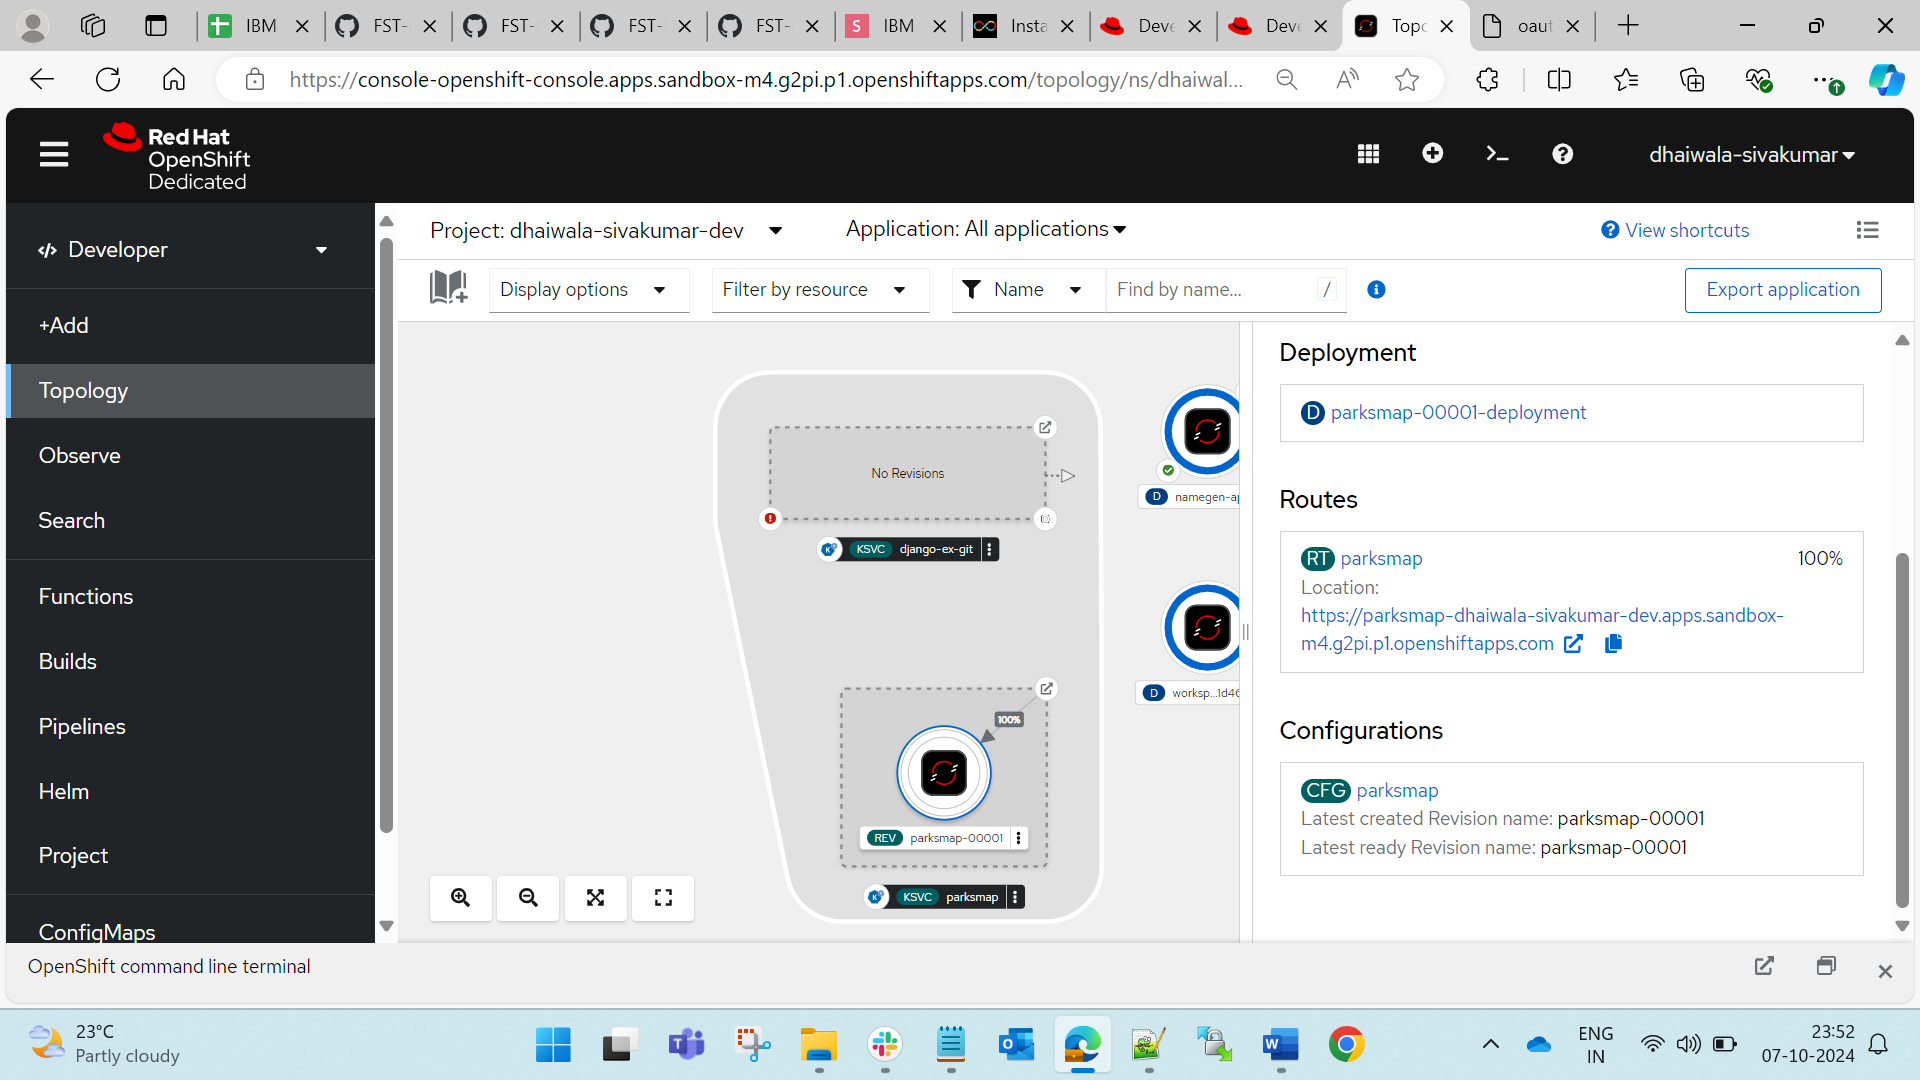 IBM
FST-
FST-
FST-
FST-
S
IBM
Insta
Deve
Deve
Topo
oaut
https://console-openshift-console.apps.sandbox-m4.g2pi.p1.openshiftapps.com/topology/ns/dhaiwal...
Red Hat
OpenShift
Dedicated
dhaiwala-sivakumar
Developer
+Add
Topology
Observe
Search
Functions
Builds
Pipelines
Helm
Project
ConfigMaps
Project: dhaiwala-sivakumar-dev
Application: All applications
View shortcuts
Display options
Filter by resource
Name
Find by name...
/
Export application
No Revisions
KSVC django-ex-git
D namegen-ap
D worksp...1d46
100%
REV parksmap-00001
KSVC parksmap
Deployment
D parksmap-00001-deployment
Routes
RT parksmap 100%
Location:
https://parksmap-dhaiwala-sivakumar-dev.apps.sandbox-
m4.g2pi.p1.openshiftapps.com
Configurations
CFG parksmap
Latest created Revision name: parksmap-00001
Latest ready Revision name: parksmap-00001
OpenShift command line terminal
23°C
Partly cloudy
ENG
IN
23:52
07-10-2024